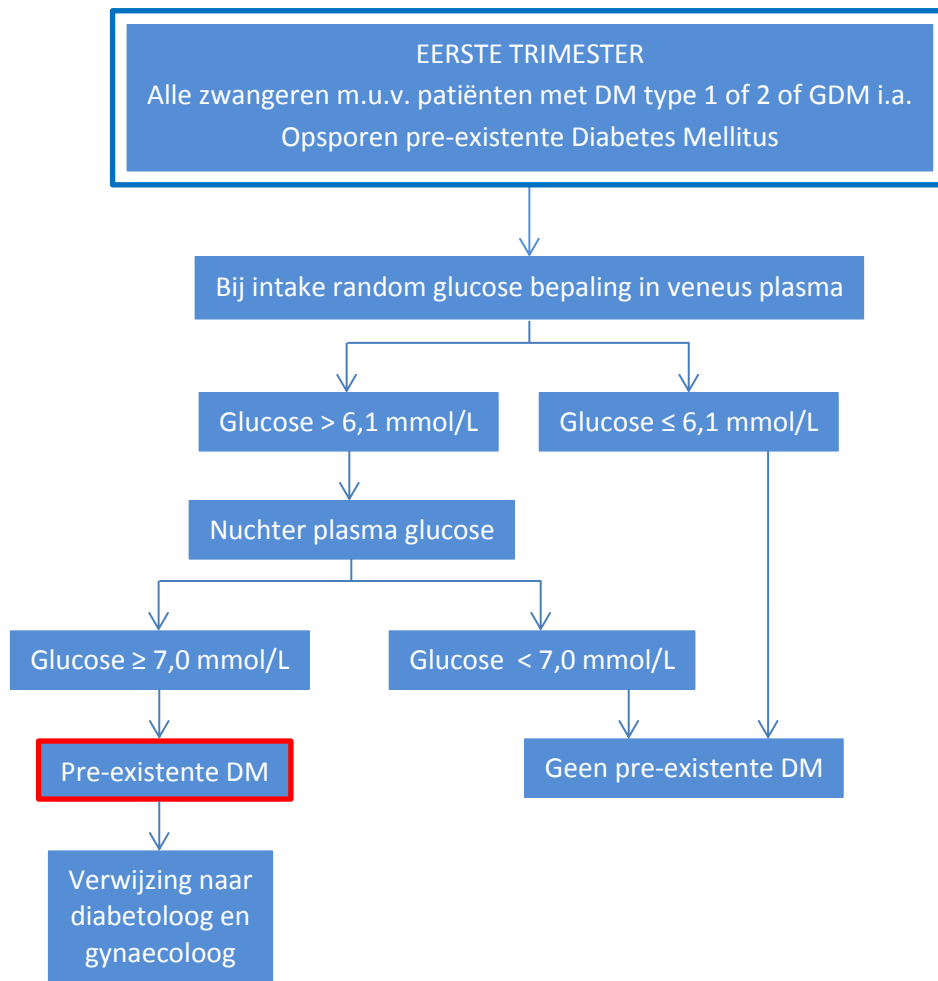 EERSTE TRIMESTER
Alle zwangeren m.u.v. patiënten met DM type 1 of 2 of GDM i.a.
Opsporen pre-existente Diabetes Mellitus
Bij intake random glucose bepaling in veneus plasma
Glucose > 6,1 mmol/L
Glucose ≤ 6,1 mmol/L
Nuchter plasma glucose
Glucose ≥ 7,0 mmol/L
Glucose < 7,0 mmol/L
Pre-existente DM
Geen pre-existente DM
Verwijzing naar
diabetoloog en
gynaecoloog